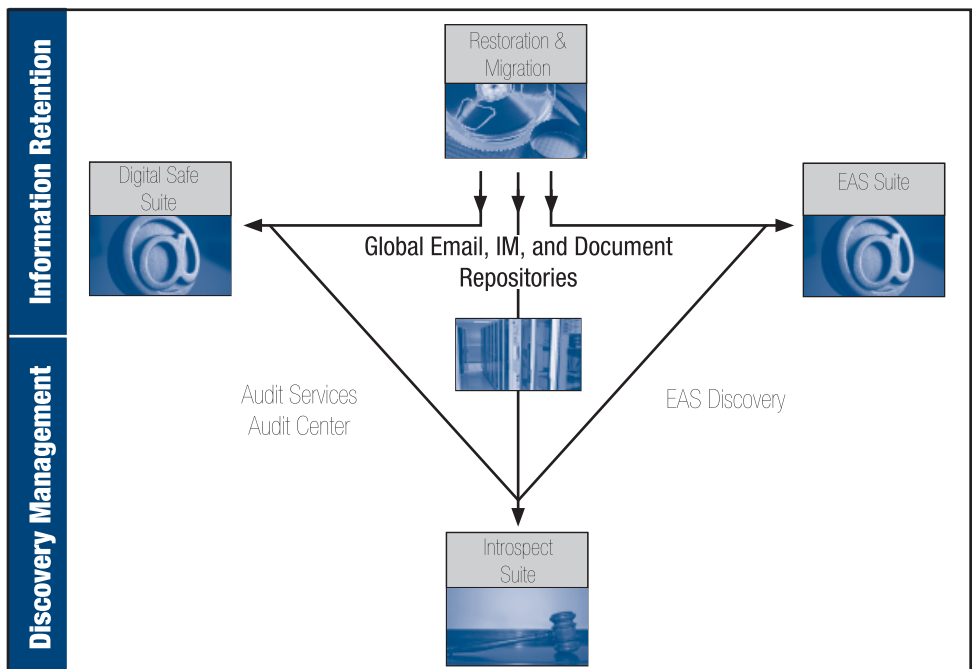 Information Retention
Restoration &
Migration
Digital Safe
Suite
EAS Suite
Global Email, IM, and Document
Repositories
Discovery Management
Audit Services
Audit Center
EAS Discovery
Introspect
Suite